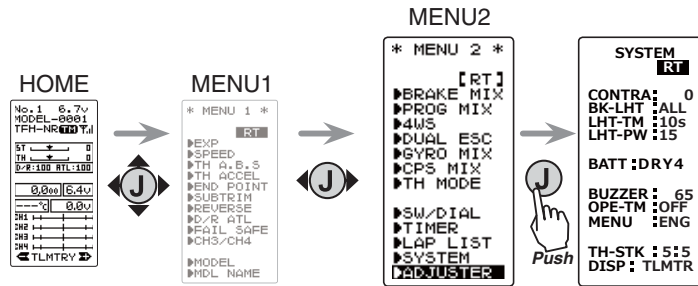 HOME
No.1 6.7v
MODEL-0001
TFH-NR TM
ST 0
TH 0
D/R:100 ATL:100
0,000 6.4v
---°c 0.0v
CH1
CH2
CH3
CH4
TLMTRY
J
MENU1
* MENU 1 *
RT
EXP
SPEED
TH A.B.S
TH ACCEL
END POINT
SUBTRIM
REVERSE
D/R ATL
FAIL SAFE
CH3/CH4
MODEL
MDL NAME
J
MENU2
* MENU 2 *
[RT]
BRAKE MIX
PROG MIX
4WS
DUAL ESC
GYRO MIX
CPS MIX
TH MODE
SW/DIAL
TIMER
LAP LIST
SYSTEM
ADJUSTER
J
Push
SYSTEM
RT
CONTRA: 0
BK-LHT :ALL
LHT-TM :10s
LHT-PW :15
BATT :DRY4
BUZZER : 65
OPE-TM :OFF
MENU :ENG
TH-STK :5:5
DISP : TLMTR